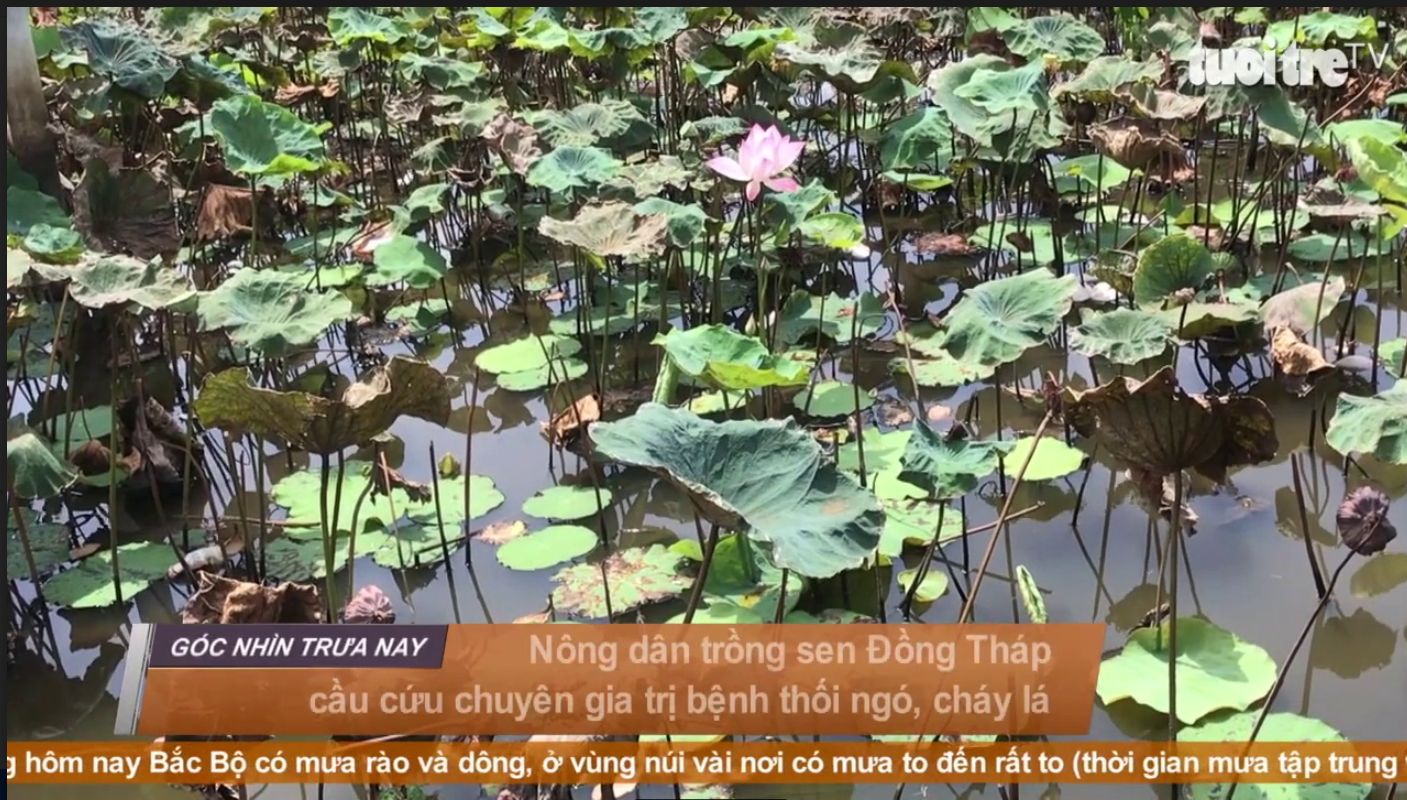 tuoitre TV
GÓC NHÌN TRƯA NAY
Nông dân trồng sen Đồng Tháp
cầu cứu chuyên gia trị bệnh thối ngó, cháy lá
g hôm nay Bắc Bộ có mưa rào và dông, ở vùng núi vài nơi có mưa to đến rất to (thời gian mưa tập trung